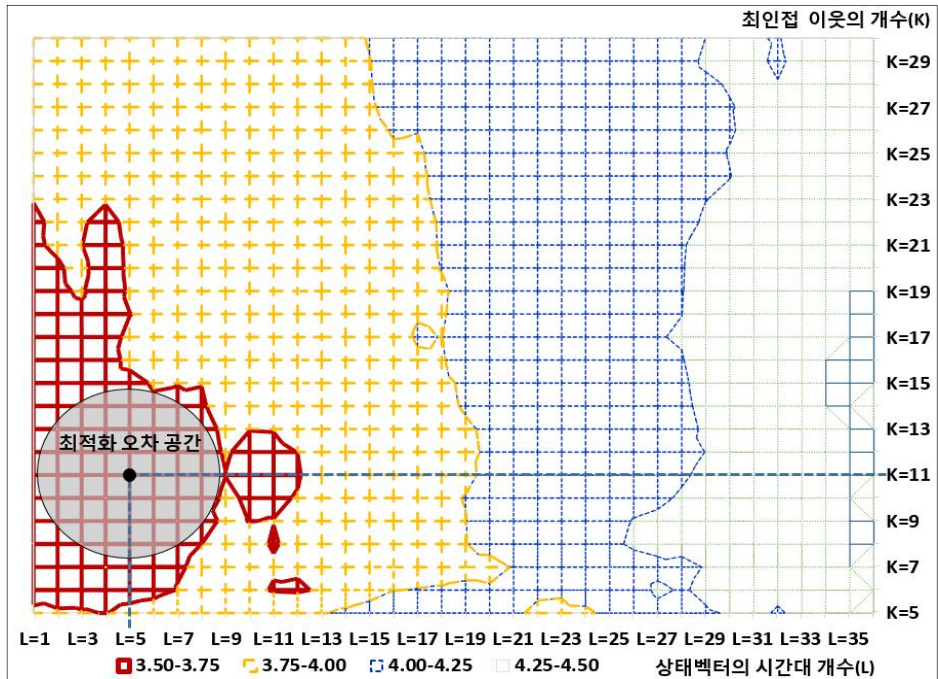 최인접 이웃의 개수(K)
K=29
K=27
K=25
K=23
K=21
K=19
K=17
K=15
K=13
최적화 오차 공간
K=11
K=9
K=7
K=5
L=1 L=3 L=5 L=7 L=9 L=11 L=13 L=15 L=17 L=19 L=21 L=23 L=25 L=27 L=29 L=31 L=33 L=35
3.50-3.75 3.75-4.00 4.00-4.25 4.25-4.50 상태벡터의 시간대 개수(L)